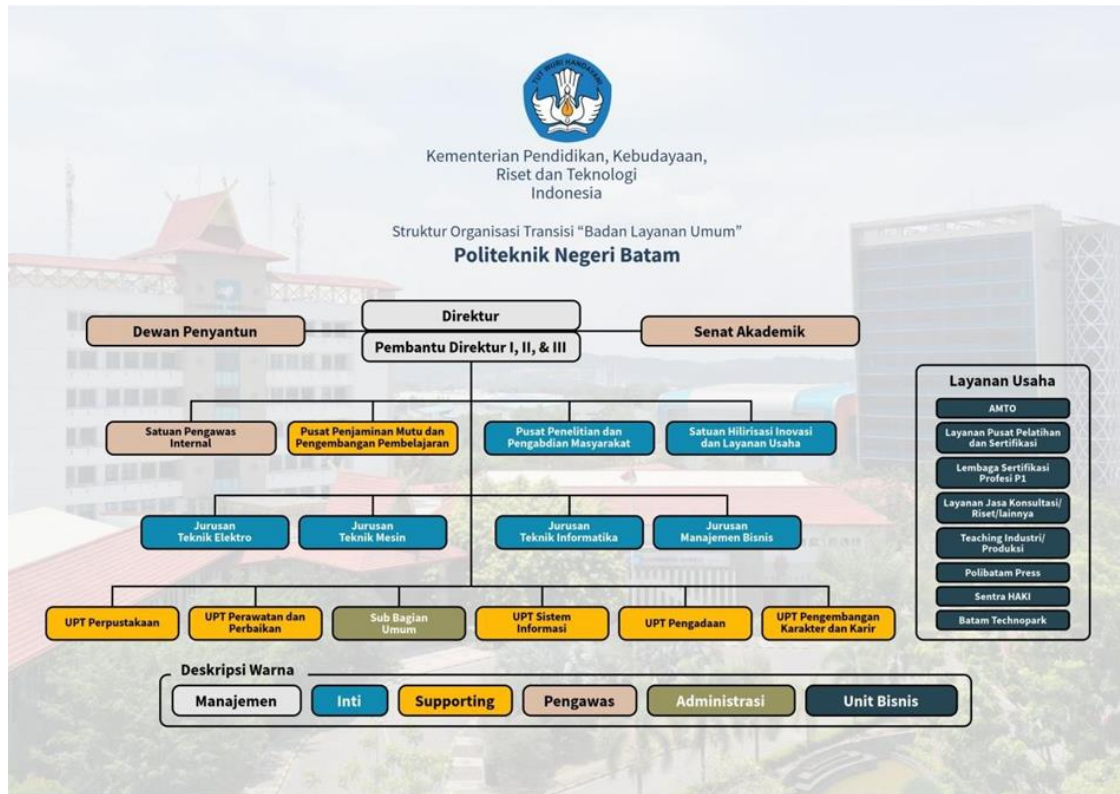 TUT WURI HANDAYANI
Kementerian Pendidikan, Kebudayaan,
Riset dan Teknologi
Indonesia
Struktur Organisasi Transisi “Badan Layanan Umum”
Politeknik Negeri Batam
Direktur
Dewan Penyantun
Senat Akademik
Pembantu Direktur I, II, & III
Satuan Pengawas
Internal
Pusat Penjaminan Mutu dan
Pengembangan Pembelajaran
Pusat Penelitian dan
Pengabdian Masyarakat
Satuan Hilirisasi Inovasi
dan Layanan Usaha
Jurusan
Teknik Elektro
Jurusan
Teknik Mesin
Jurusan
Teknik Informatika
Jurusan
Manajemen Bisnis
UPT Perpustakaan
UPT Perawatan dan
Perbaikan
Sub Bagian
Umum
UPT Sistem
Informasi
UPT Pengadaan
UPT Pengembangan
Karakter dan Karir
Layanan Usaha
AMTO
Layanan Pusat Pelatihan
dan Sertifikasi
Lembaga Sertifikasi
Profesi P1
Layanan Jasa Konsultasi/
Riset/lainnya
Teaching Industri/
Produksi
Polibatam Press
Sentra HAKI
Batam Technopark
Deskripsi Warna
Manajemen
Inti
Supporting
Pengawas
Administrasi
Unit Bisnis